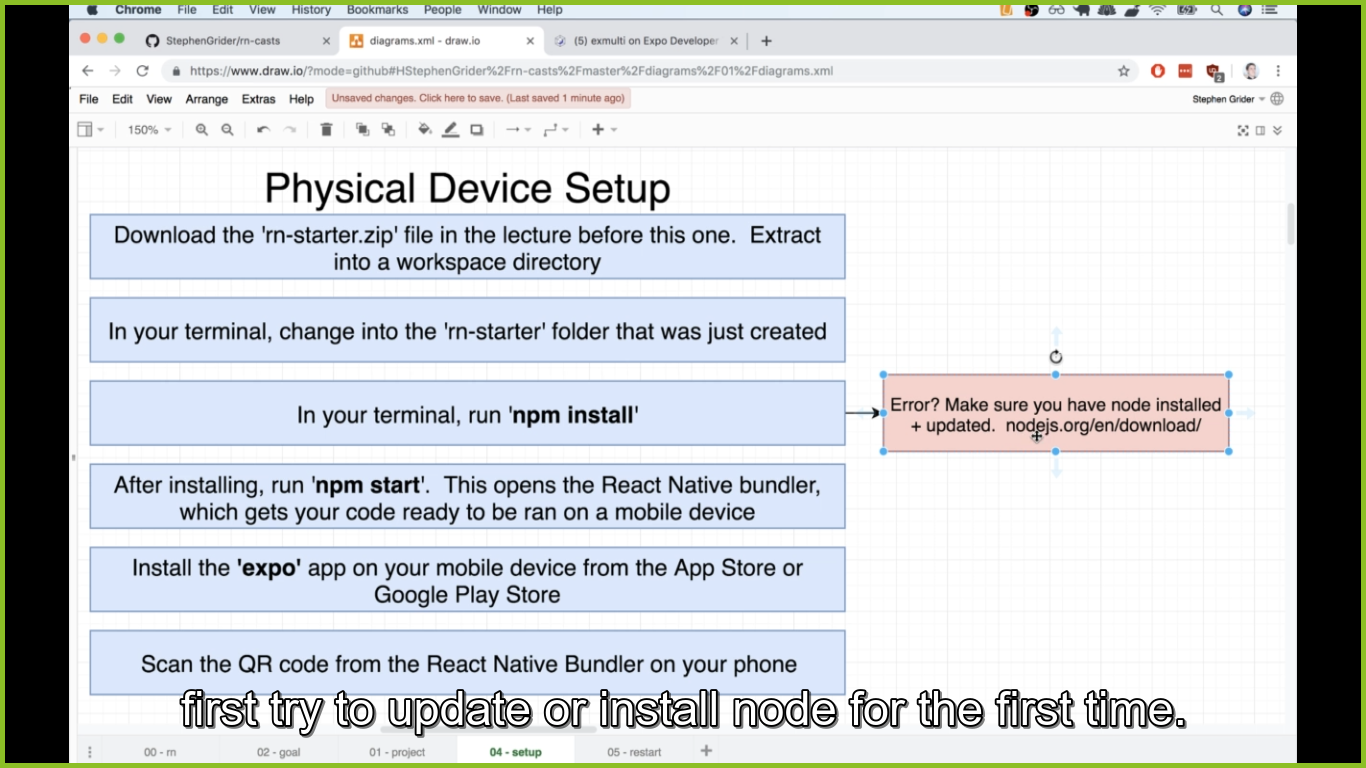 Chrome File Edit View History Bookmarks People Window Help
StephenGrider/rn-casts
diagrams.xml - draw.io
(5) exmulti on Expo Developer
https://www.draw.io/?mode=github#HStephenGrider%2Frn-casts%2Fmaster%2Fdiagrams%2F01%2Fdiagrams.xml
2
File Edit View Arrange Extras Help
Unsaved changes. Click here to save. (Last saved 1 minute ago)
Stephen Grider
150%
Physical Device Setup
Download the 'rn-starter.zip' file in the lecture before this one. Extract
into a workspace directory
In your terminal, change into the 'rn-starter' folder that was just created
In your terminal, run 'npm install'
Error? Make sure you have node installed
+ updated. nodejs.org/en/download/
After installing, run 'npm start'. This opens the React Native bundler,
which gets your code ready to be ran on a mobile device
Install the 'expo' app on your mobile device from the App Store or
Google Play Store
Scan the QR code from the React Native Bundler on your phone
first try to update or install node for the first time.
00 - rn
02 - goal
01 - project
04 - setup
05 - restart